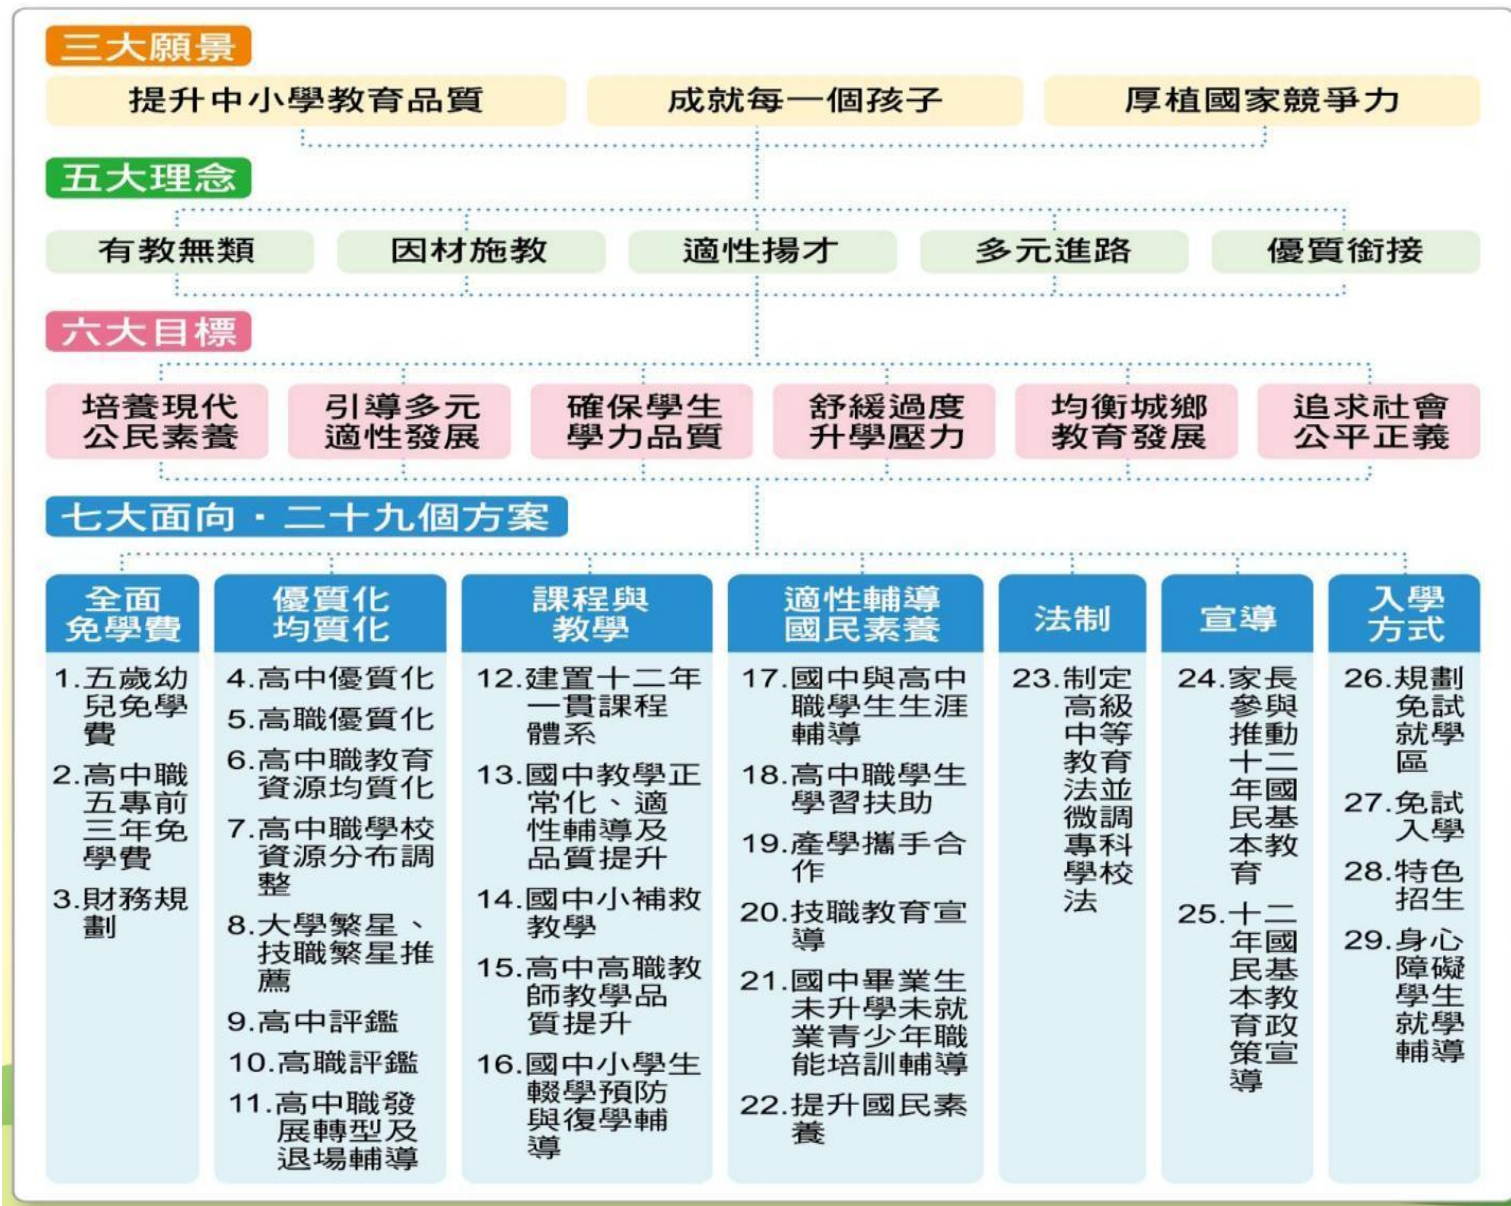 三大願景
提升中小學教育品質 成就每一個孩子 厚植國家競爭力
五大理念
有教無類 因材施教 適性揚才 多元進路 優質銜接
六大目標
培養現代
公民素養
引導多元
適性發展
確保學生
學力品質
舒緩過度
升學壓力
均衡城鄉
教育發展
追求社會
公平正義
七大面向．二十九個方案
全面
免學費
1.五歲幼
兒免學
費
2.高中職
五專前
三年免
學費
3.財務規
劃
優質化
均質化
4.高中優質化
5.高職優質化
6.高中職教育
資源均質化
7.高中職學校
資源分布調
整
8.大學繁星、
技職繁星推
薦
9.高中評鑑
10.高職評鑑
11.高中職發
展轉型及
退場輔導
課程與
教學
12.建置十二年
一貫課程
體系
13.國中教學正
常化、適
性輔導及
品質提升
14.國中小補救
教學
15.高中高職教
師教學品
質提升
16.國中小學生
輟學預防
與復學輔
導
適性輔導
國民素養
17.國中與高中
職學生生涯
輔導
18.高中職學生
學習扶助
19.產學攜手合
作
20.技職教育宣
導
21.國中畢業生
未升學未就
業青少年職
能培訓輔導
22.提升國民素
養
法制
23.制定
高級
中等
教育
法並
微調
專科
學校
法
宣導
24.家長
參與
推動
十二
年國
民基
本教
育
25.十二
年國
民基
本教
育政
策宣
導
入學
方式
26.規劃
免試
就學
區
27.免試
入學
28.特色
招生
29.身心
障礙
學生
就學
輔導